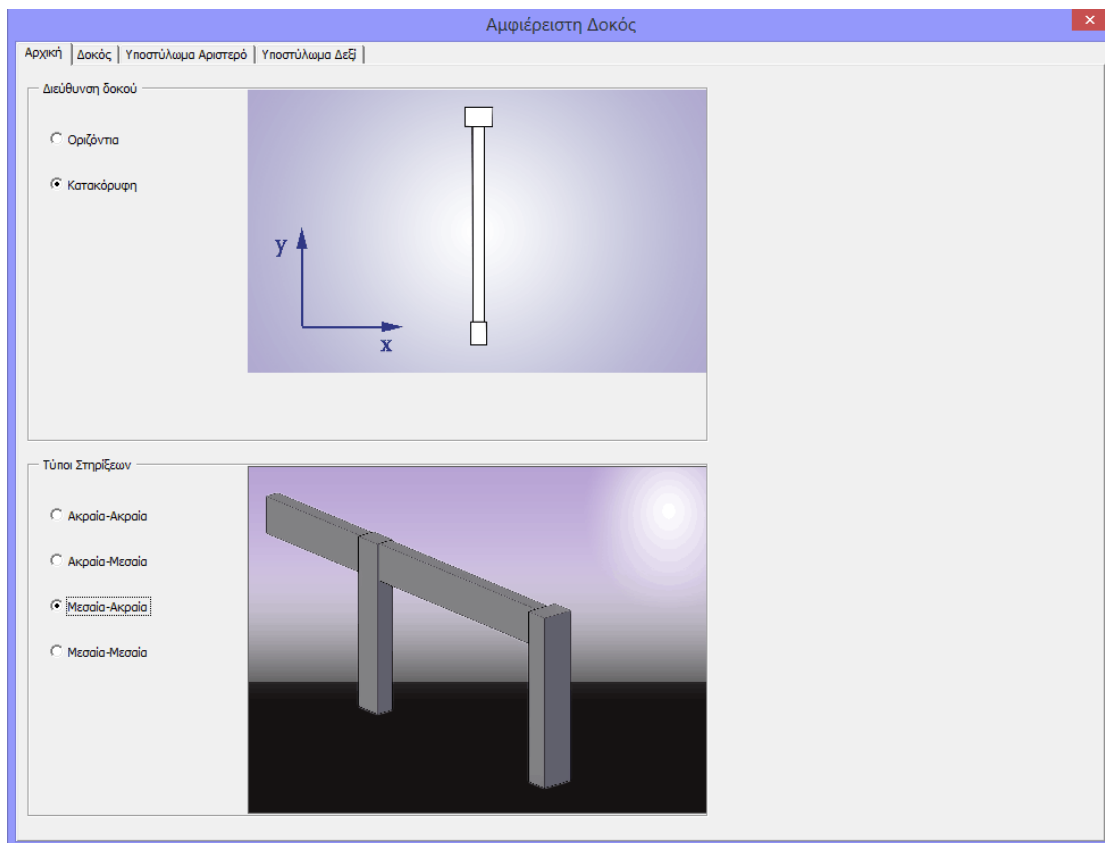 Αμφιέρειστη Δοκός
Αρχική Δοκός Υποστύλωμα Αριστερό Υποστύλωμα Δεξί
Διεύθυνση δοκού
Οριζόντια
Κατακόρυφη
y
x
Τύποι Στηρίξεων
Ακραία-Ακραία
Ακραία-Μεσαία
Μεσαία-Ακραία
Μεσαία-Μεσαία